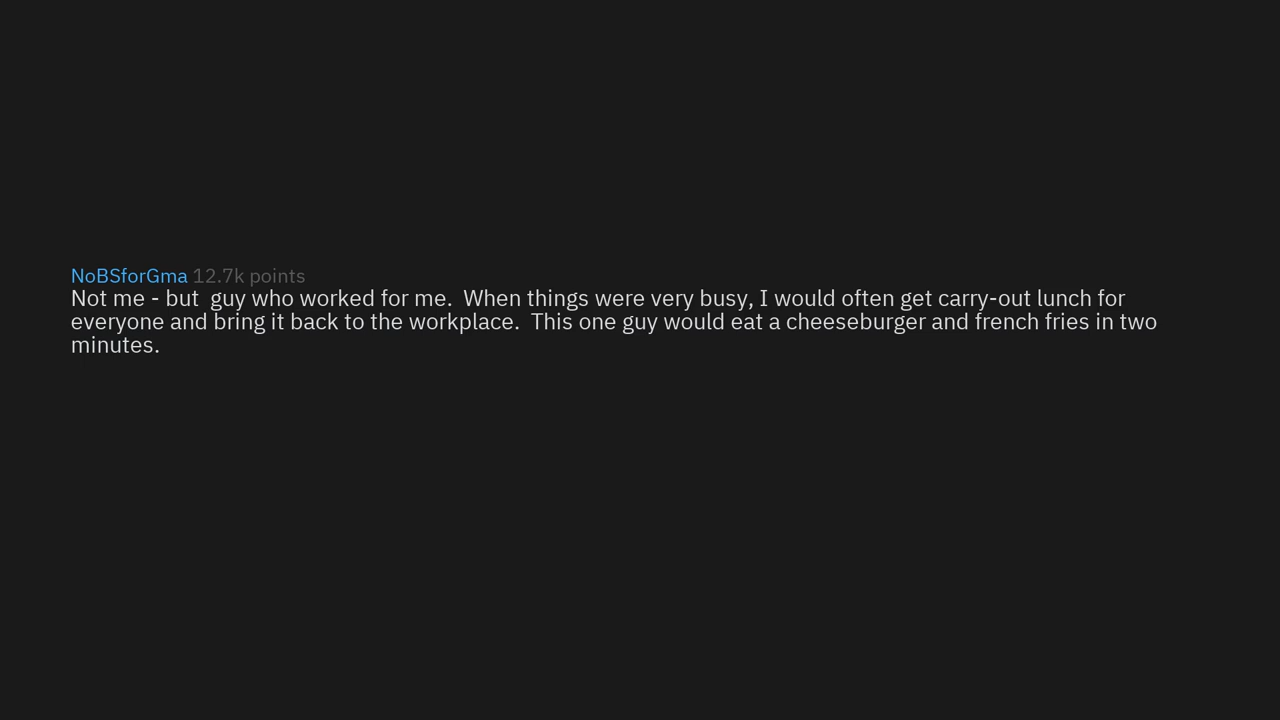 NoBSforGma 12.7k points
Not me - but  guy who worked for me.  When things were very busy, I would often get carry-out lunch for
everyone and bring it back to the workplace.  This one guy would eat a cheeseburger and french fries in two
minutes.